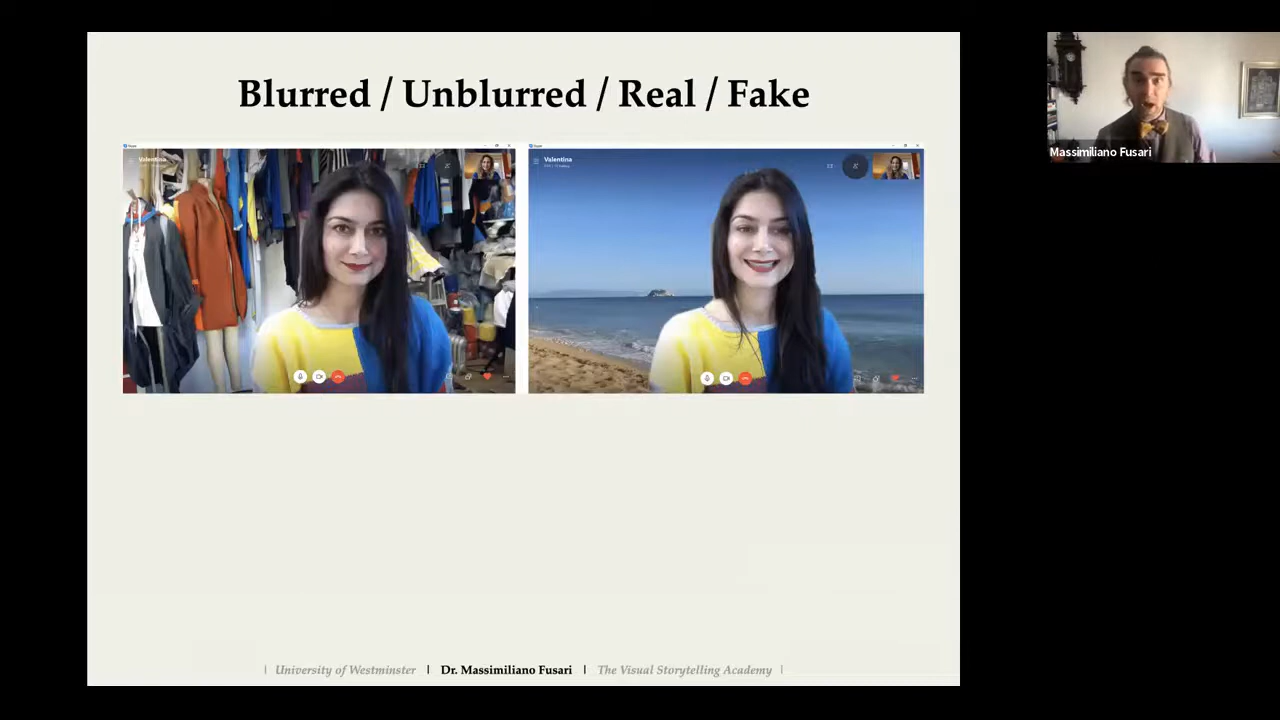 Blurred / Unblurred / Real / Fake
Valentina
Valentina
| University of Westminster | Dr. Massimiliano Fusari | The Visual Storytelling Academy |
Massimiliano Fusari